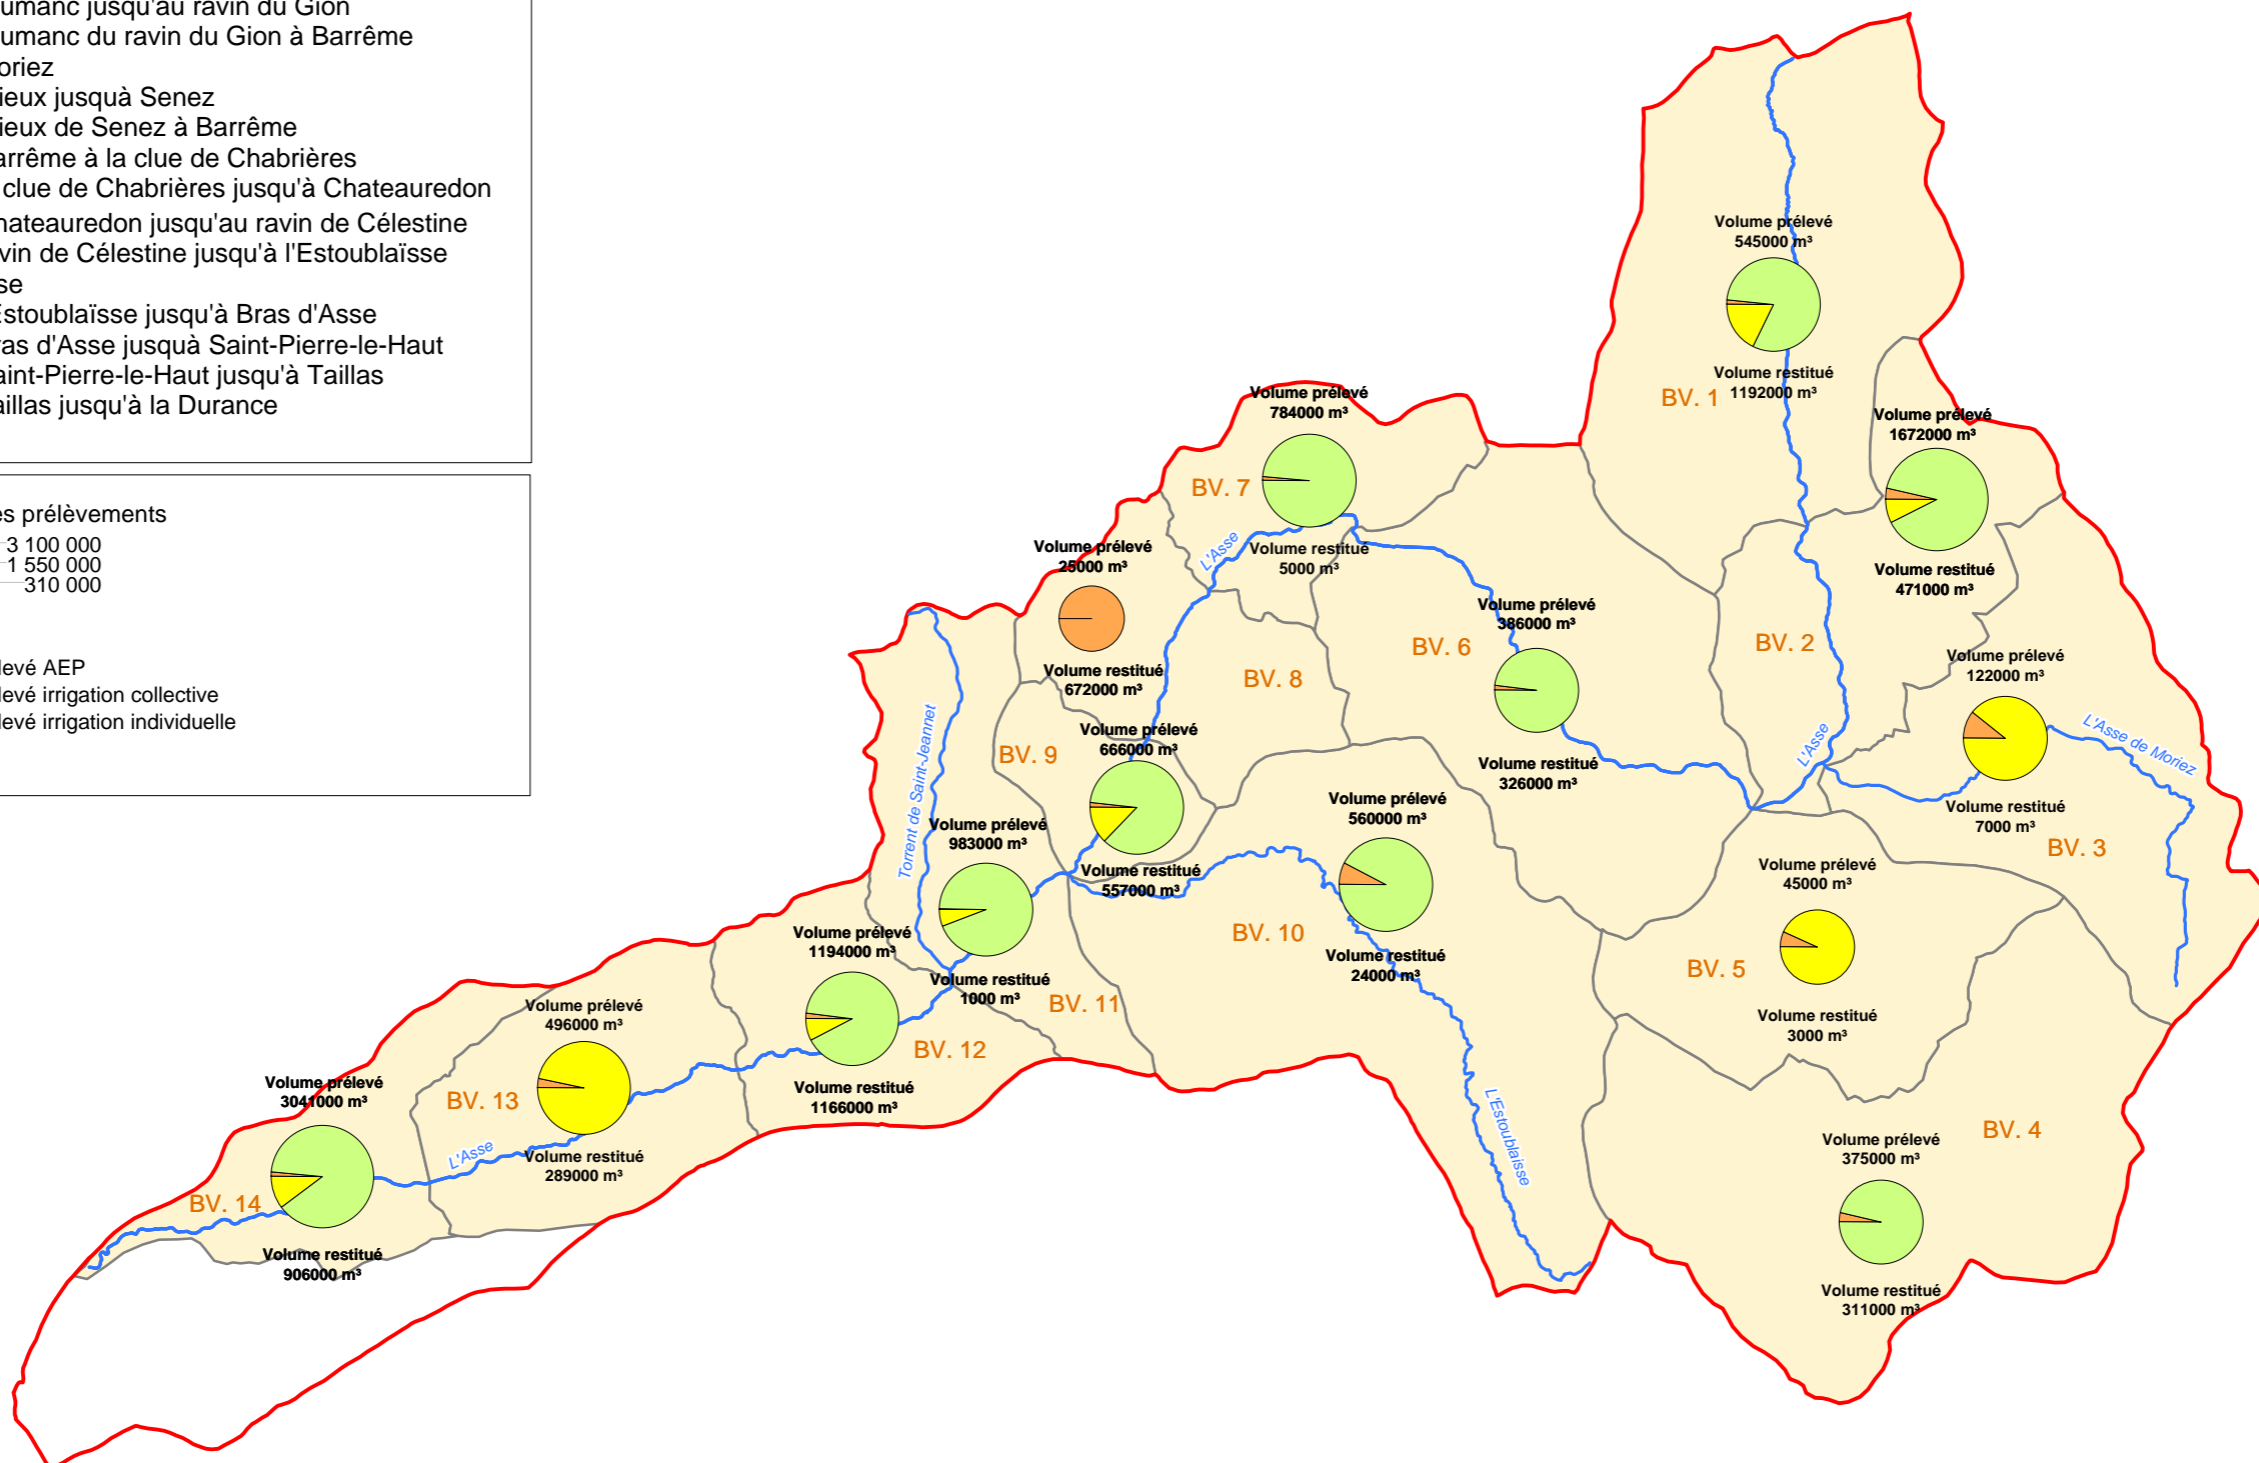 umanc jusqu'au ravin du Gion
umanc du ravin du Gion à Barrême
oriez
ieux jusquà Senez
ieux de Senez à Barrême
arrême à la clue de Chabrières
clue de Chabrières jusqu'à Chateauredon
hateauredon jusqu'au ravin de Célestine
vin de Célestine jusqu'à l'Estoublaïsse
se
Estoublaïsse jusqu'à Bras d'Asse
as d'Asse jusquà Saint-Pierre-le-Haut
aint-Pierre-le-Haut jusqu'à Taillas
aillas jusqu'à la Durance
es prélèvements
3 100 000
1 550 000
310 000
levé AEP
levé irrigation collective
levé irrigation individuelle
Volume prélevé
545000 m³
Volume restitué
1192000 m³
BV. 1
Volume prélevé
784000 m³
BV. 7
Volume restitué
5000 m³
L'Asse
Volume prélevé
1672000 m³
Volume restitué
471000 m³
Volume prélevé
25000 m³
Volume restitué
672000 m³
Volume prélevé
386000 m³
BV. 6
Volume restitué
326000 m³
BV. 2
L'Asse
BV. 8
Volume prélevé
122000 m³
L'Asse de Moriez
Volume restitué
7000 m³
BV. 3
Torrent de Saint-Jeannet
BV. 9
Volume prélevé
666000 m³
Volume restitué
557000 m³
Volume prélevé
560000 m³
BV. 10
Volume restitué
24000 m³
L'Estoublaisse
Volume prélevé
45000 m³
BV. 5
Volume restitué
3000 m³
Volume prélevé
983000 m³
Volume restitué
1000 m³
BV. 11
Volume prélevé
1194000 m³
BV. 12
Volume restitué
1166000 m³
Volume prélevé
496000 m³
BV. 13
Volume restitué
289000 m³
L'Asse
Volume prélevé
3041000 m³
BV. 14
Volume restitué
906000 m³
BV. 4
Volume prélevé
375000 m³
Volume restitué
311000 m³